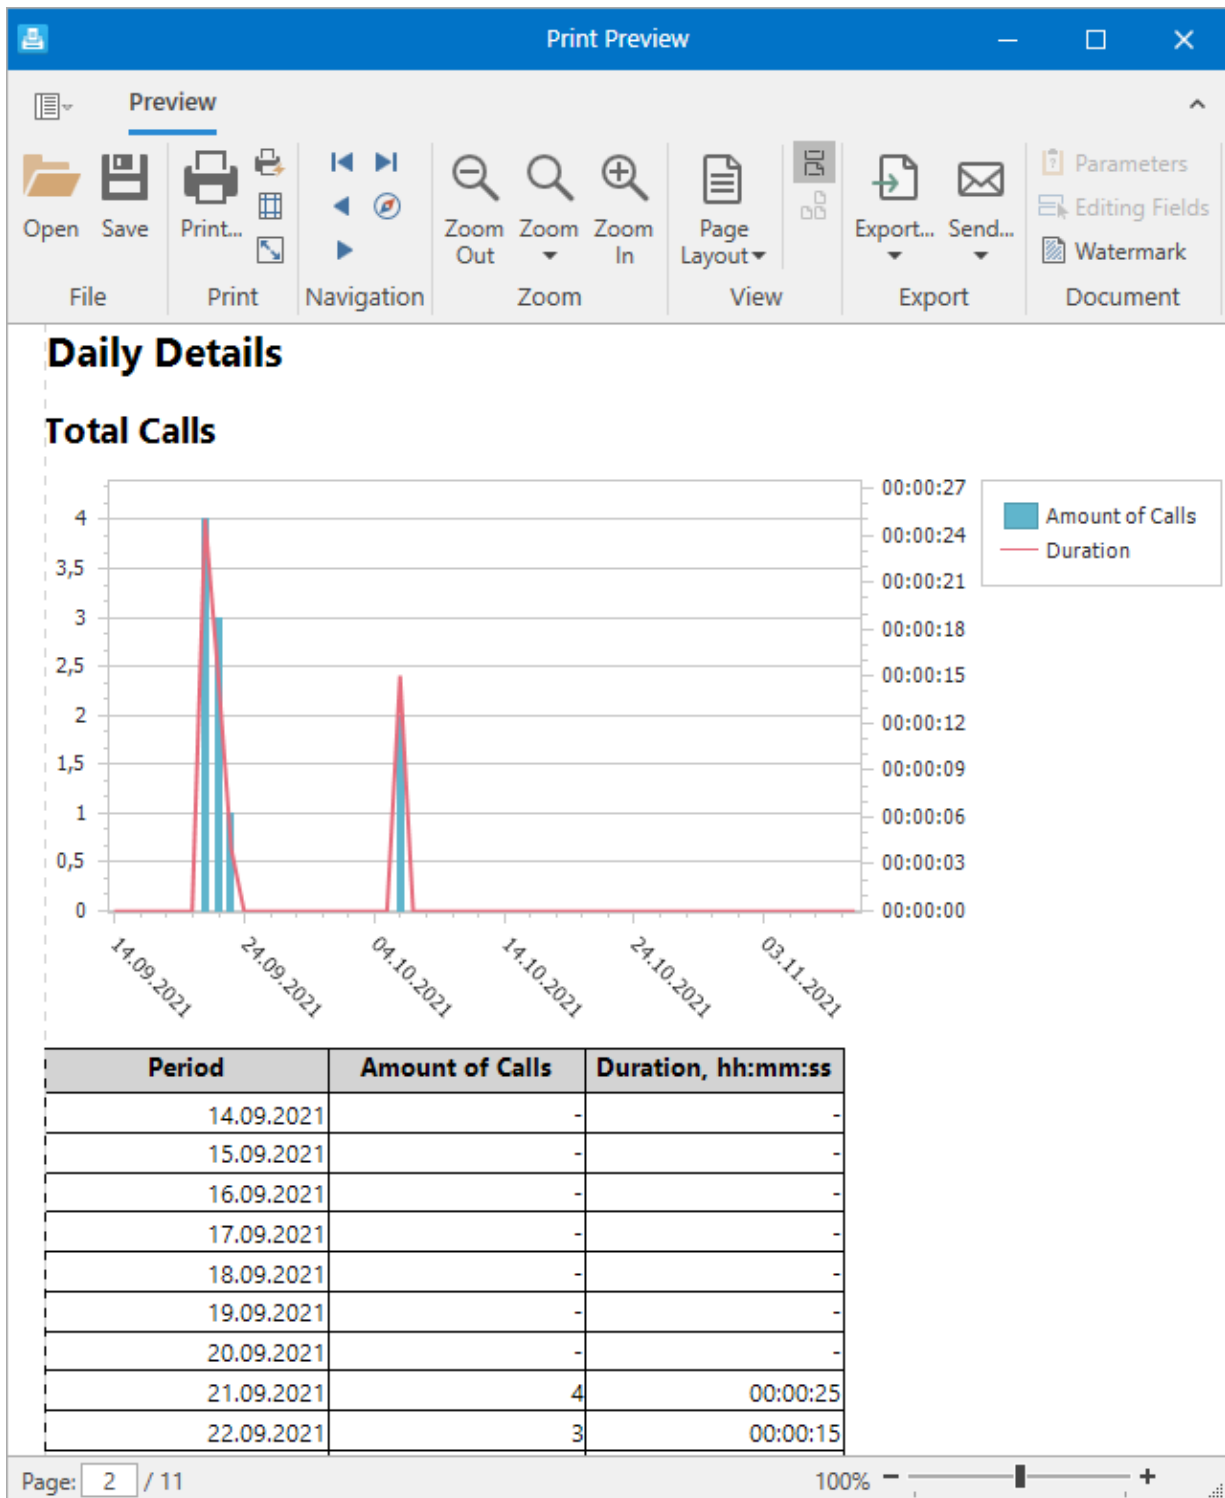 Print Preview
Preview
Open
Save
Print...
Zoom Out
Zoom
Zoom In
Page Layout
Export...
Send...
Parameters
Editing Fields
Watermark
File
Print
Navigation
Zoom
View
Export
Document
Daily Details
Total Calls
4
3,5
3
2,5
2
1,5
1
0,5
0
00:00:27
00:00:24
00:00:21
00:00:18
00:00:15
00:00:12
00:00:09
00:00:06
00:00:03
00:00:00
Amount of Calls
Duration
14.09.2021
24.09.2021
04.10.2021
14.10.2021
24.10.2021
03.11.2021
Period Amount of Calls Duration, hh:mm:ss
14.09.2021 - -
15.09.2021 - -
16.09.2021 - -
17.09.2021 - -
18.09.2021 - -
19.09.2021 - -
20.09.2021 - -
21.09.2021 4 00:00:25
22.09.2021 3 00:00:15
Page: 2 / 11 100% − +